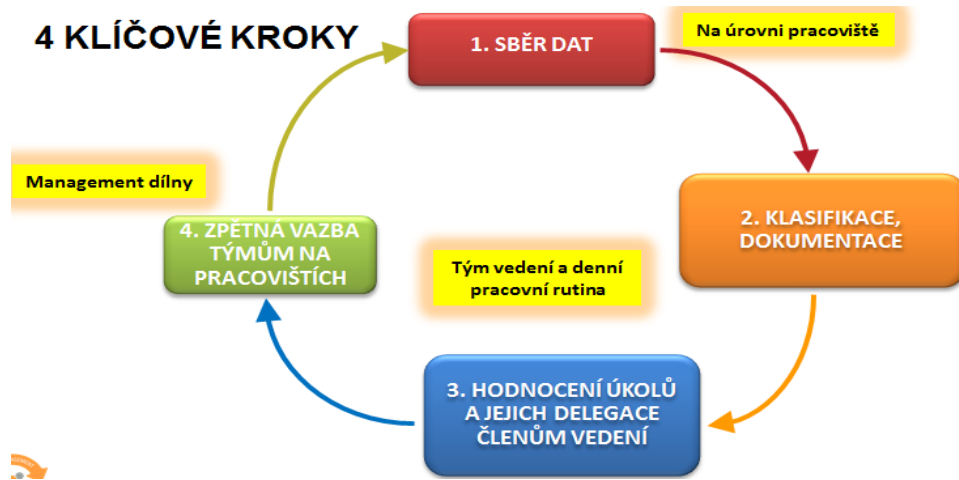 4 KLÍČOVÉ KROKY
1. SBĚR DAT
Na úrovni pracoviště
Management dílny
2. KLASIFIKACE,
DOKUMENTACE
4. ZPĚTNÁ VAZBA
TÝMŮM NA
PRACOVIŠTÍCH
Tým vedení a denní
pracovní rutina
3. HODNOCENÍ ÚKOLŮ
A JEJICH DELEGACE
ČLENŮM VEDENÍ